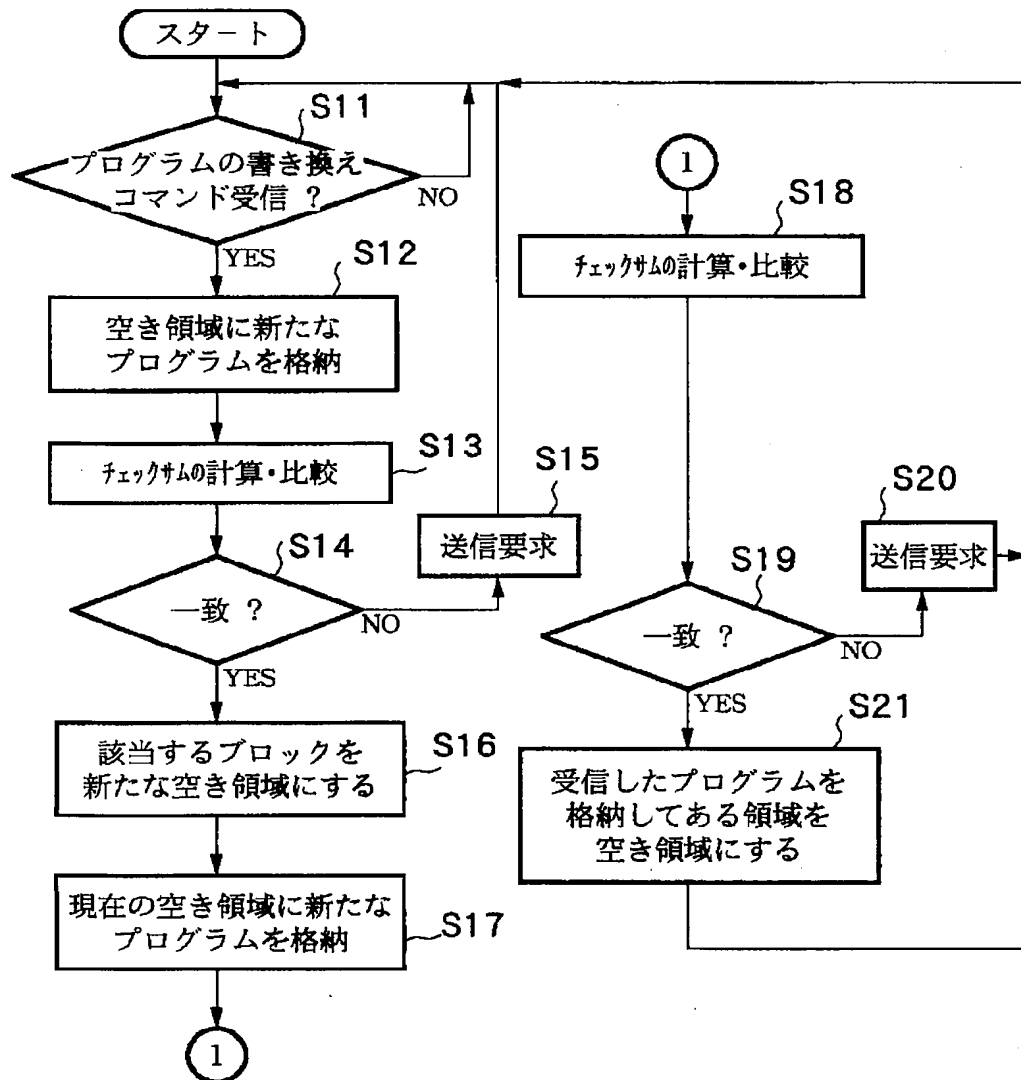 スタート
S11
プログラムの書き換え
コマンド受信 ?
NO
YES
S12
空き領域に新たな
プログラムを格納
S13
チェックサムの計算・比較
S14
一致 ?
NO
YES
S15
送信要求
S16
該当するブロックを
新たな空き領域にする
S17
現在の空き領域に新たな
プログラムを格納
1
1
S18
チェックサムの計算・比較
S19
一致 ?
NO
YES
S20
送信要求
S21
受信したプログラムを
格納してある領域を
空き領域にする